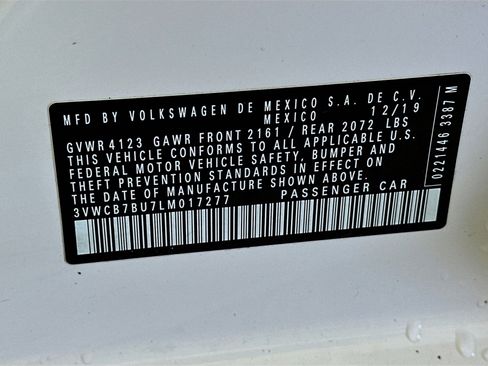 MFD BY VOLKSWAGEN DE MEXICO S.A. DE C.V.
MEXICO 12/19
GVWR 4123 GAWR FRONT 2161 / REAR 2072 LBS
THIS VEHICLE CONFORMS TO ALL APPLICABLE U.S.
FEDERAL MOTOR VEHICLE SAFETY, BUMPER AND
THEFT PREVENTION STANDARDS IN EFFECT ON
THE DATE OF MANUFACTURE SHOWN ABOVE.
3VWCB7BU7LM017277 PASSENGER CAR
0221446 3387 M